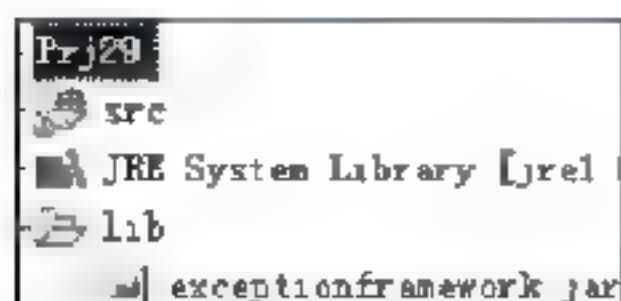 Prj29
src
JRE System Library [jre1
lib
exceptionframework.jar